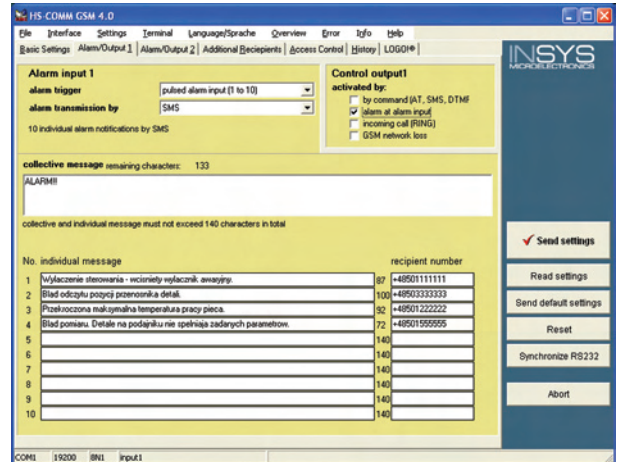 HS-COMM GSM 4.0
File Interface Settings Terminal Language/Sprache Overview Error Info Help
Basic Settings Alarm/Output 1 Alarm/Output 2 Additional Beciepients Access Control History LOGO!®
INSYS
MICROELECTRONICS
Alarm input 1
alarm trigger pulsed alarm input (1 to 10)
alarm transmission by SMS
10 individual alarm notifications by SMS
Control output1
activated by:
by command (AT, SMS, DTMF
alarm at alarm input
incoming call (RING)
GSM network loss
collective message remaining characters: 133
ALARM!!
collective and individual message must not exceed 140 characters in total
No. individual message recipient number
1 Wylaczenie sterowania - wcisniety wylacznik awaryjny. 87 +48501111111
2 Blad odczytu pozycji przenosnika detali. 100 +48503333333
3 Przekroczona maksymalna temperatura pracy pieca. 92 +48501222222
4 Blad pomiaru. Detale na podajniku nie spelniaja zadanych parametrow. 72 +48501555555
5 140
6 140
7 140
8 140
9 140
10 140
Send settings
Read settings
Send default settings
Reset
Synchronize RS232
Abort
COM1 19200 8N1 input1